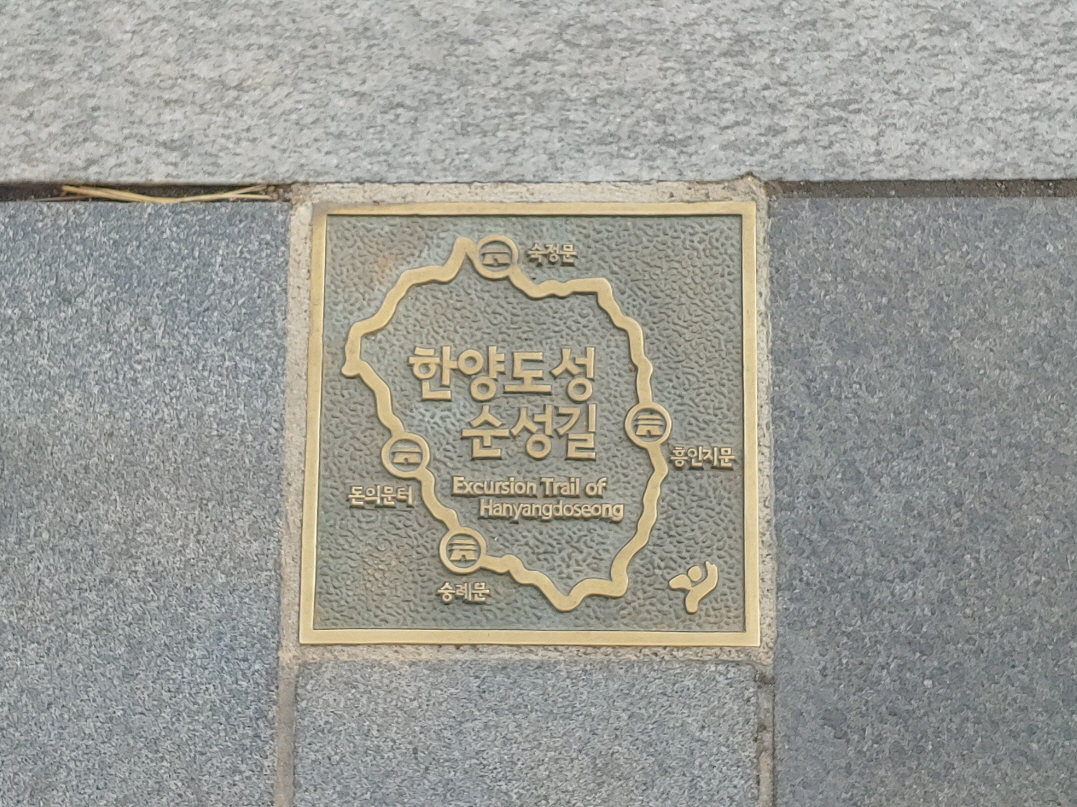 숙정문
한양도성
순성길
흥인지문
Excursion Trail of
Hanyangdoseong
돈의문터
숭례문